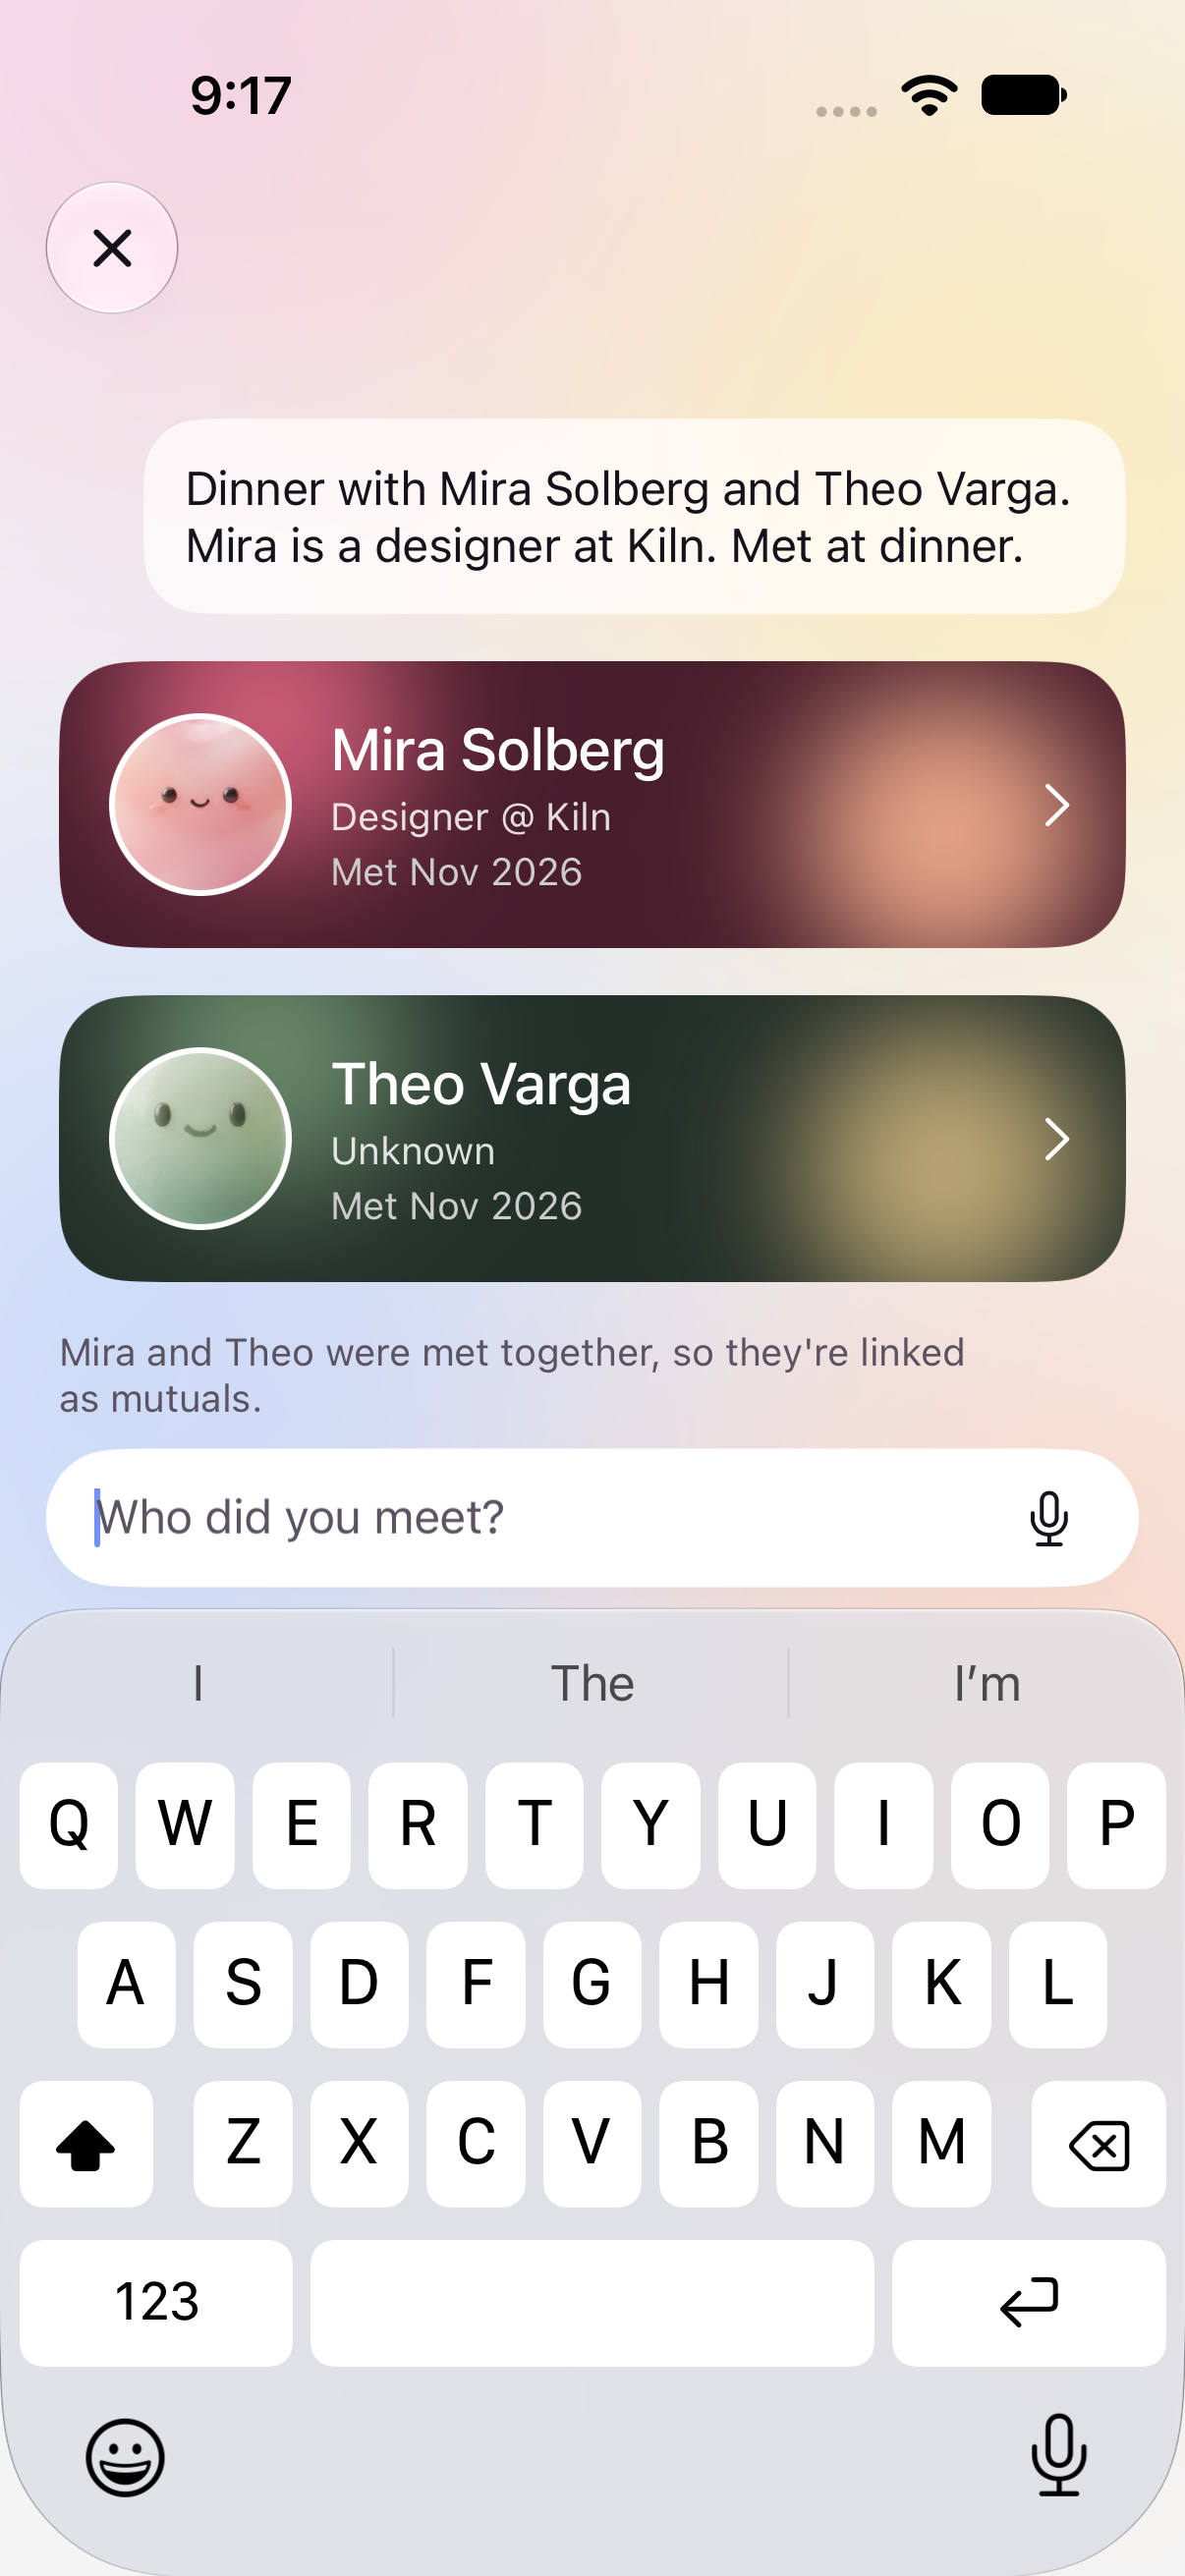 9:17
Dinner with Mira Solberg and Theo Varga.
Mira is a designer at Kiln. Met at dinner.
Mira Solberg
Designer @ Kiln
Met Nov 2026
Theo Varga
Unknown
Met Nov 2026
Mira and Theo were met together, so they're linked
as mutuals.
Who did you meet?
I The I’m
Q W E R T Y U I O P
A S D F G H J K L
Z X C V B N M
123